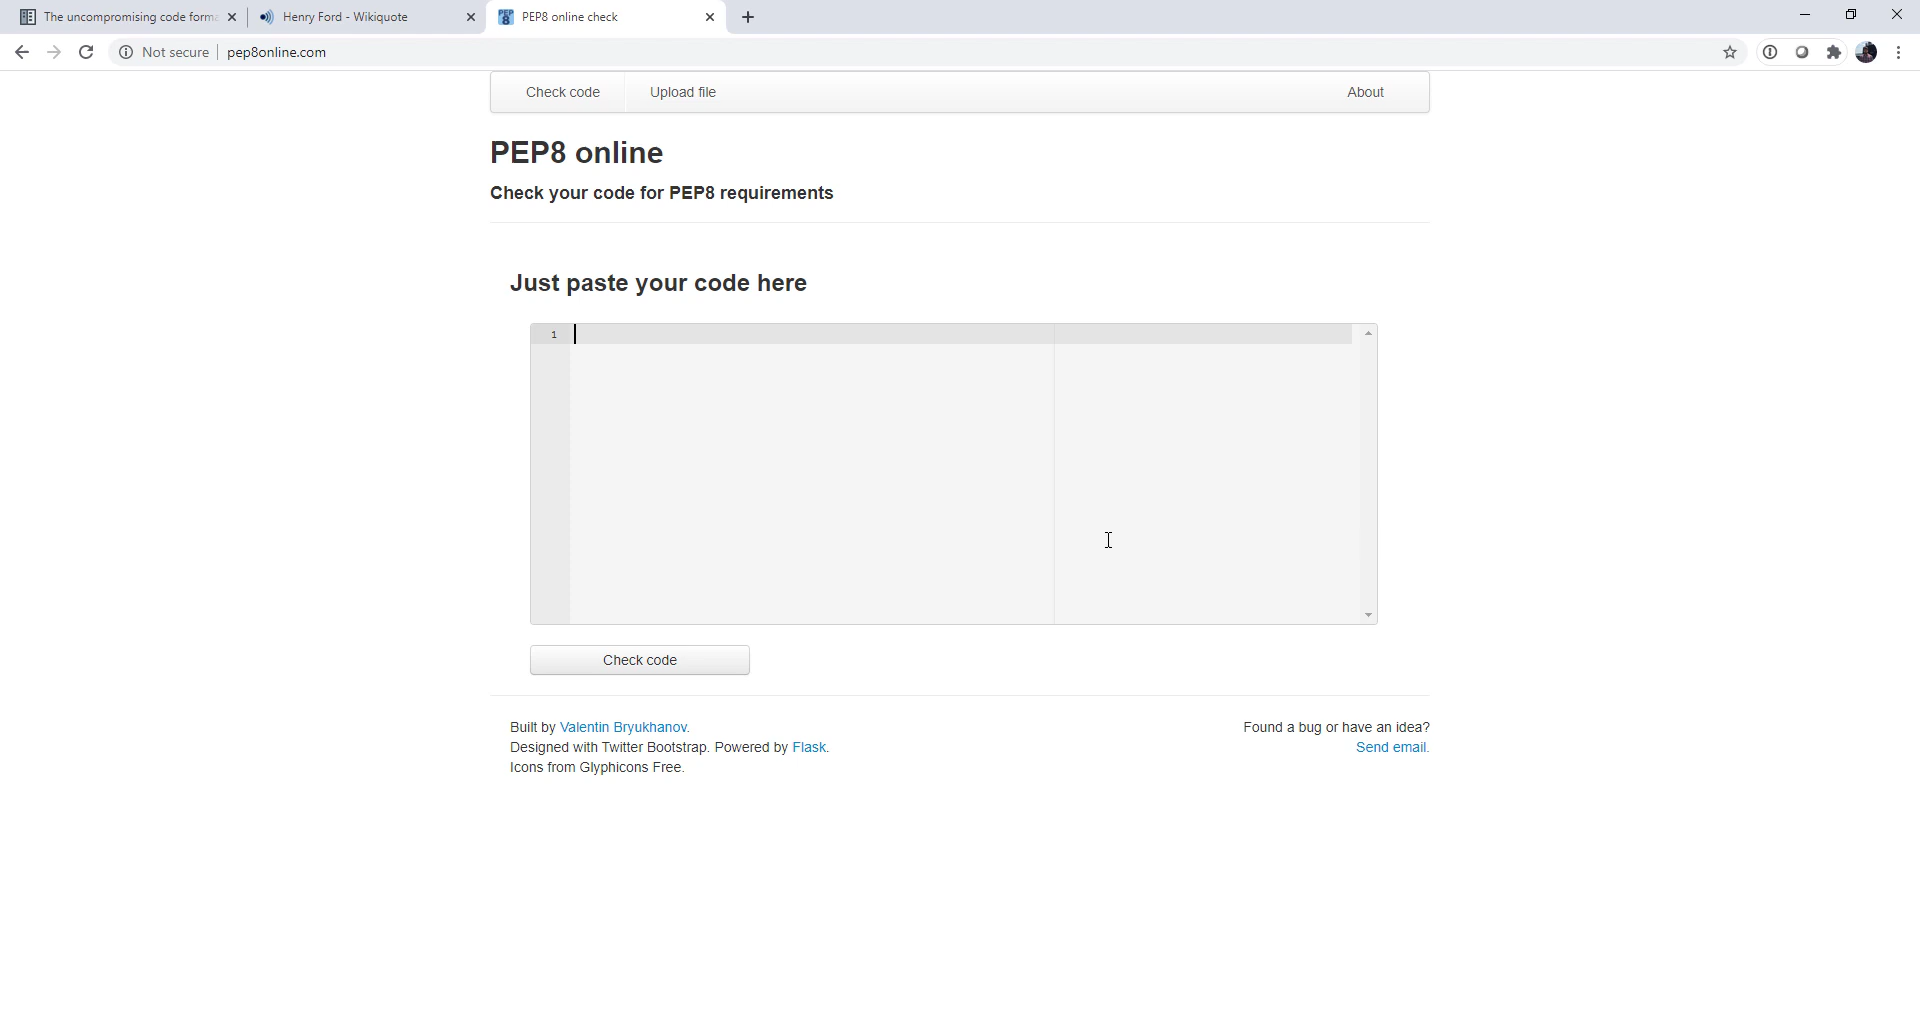 The uncompromising code forma
Henry Ford - Wikiquote
PEP8 online check
Not secure
pep8online.com
Check code
Upload file
About
PEP8 online
Check your code for PEP8 requirements
Just paste your code here
1
Check code
Built by Valentin Bryukhanov.
Designed with Twitter Bootstrap. Powered by Flask.
Icons from Glyphicons Free.
Found a bug or have an idea?
Send email.